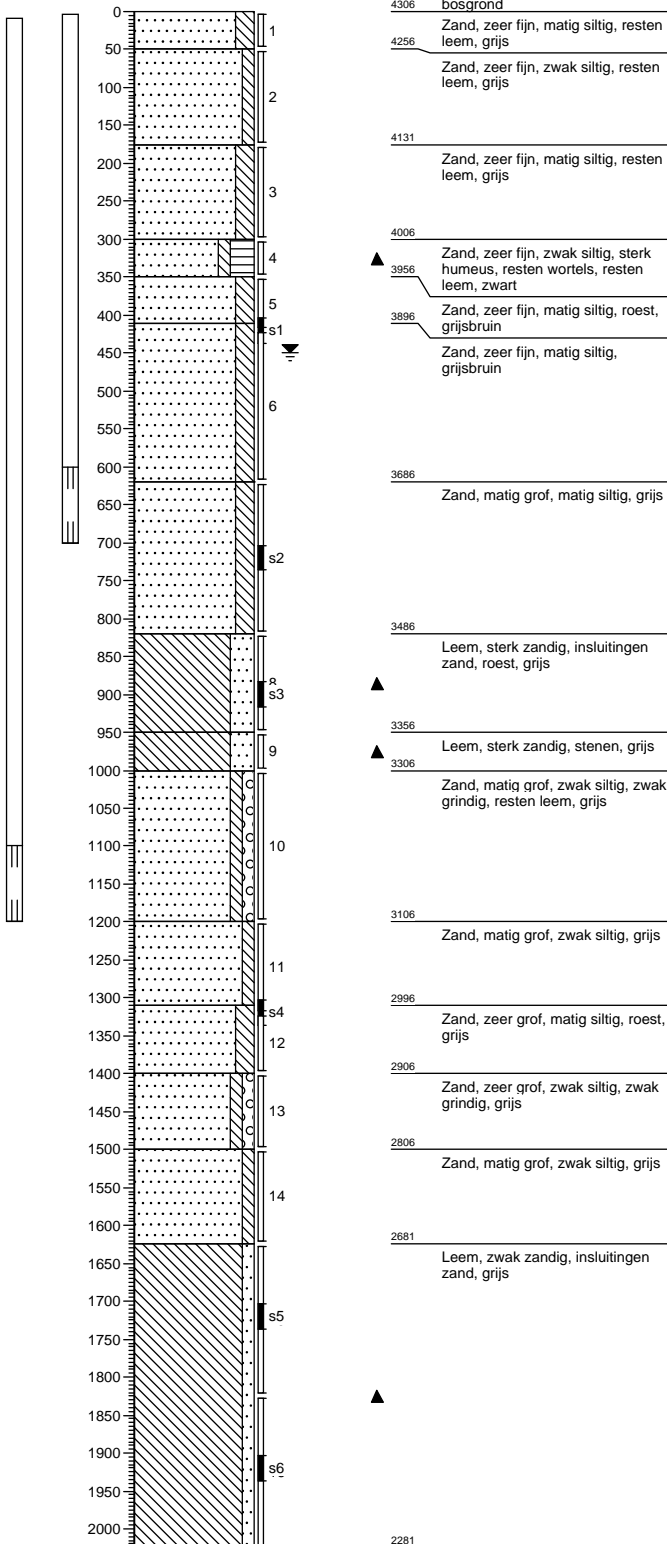 0
50
100
150
200
250
300
350
400
450
500
550
600
650
700
750
800
850
900
950
1000
1050
1100
1150
1200
1250
1300
1350
1400
1450
1500
1550
1600
1650
1700
1750
1800
1850
1900
1950
2000
1
2
3
4
5
s1
6
s2
8
s3
9
10
11
s4
12
13
14
s5
s6
4306
bosgrond
Zand, zeer fijn, matig siltig, resten
leem, grijs
4256
Zand, zeer fijn, zwak siltig, resten
leem, grijs
4131
Zand, zeer fijn, matig siltig, resten
leem, grijs
4006
Zand, zeer fijn, zwak siltig, sterk
humeus, resten wortels, resten
leem, zwart
3956
Zand, zeer fijn, matig siltig, roest,
grijsbruin
3896
Zand, zeer fijn, matig siltig,
grijsbruin
3686
Zand, matig grof, matig siltig, grijs
3486
Leem, sterk zandig, insluitingen
zand, roest, grijs
3356
Leem, sterk zandig, stenen, grijs
3306
Zand, matig grof, zwak siltig, zwak
grindig, resten leem, grijs
3106
Zand, matig grof, zwak siltig, grijs
2996
Zand, zeer grof, matig siltig, roest,
grijs
2906
Zand, zeer grof, zwak siltig, zwak
grindig, grijs
2806
Zand, matig grof, zwak siltig, grijs
2681
Leem, zwak zandig, insluitingen
zand, grijs
2281